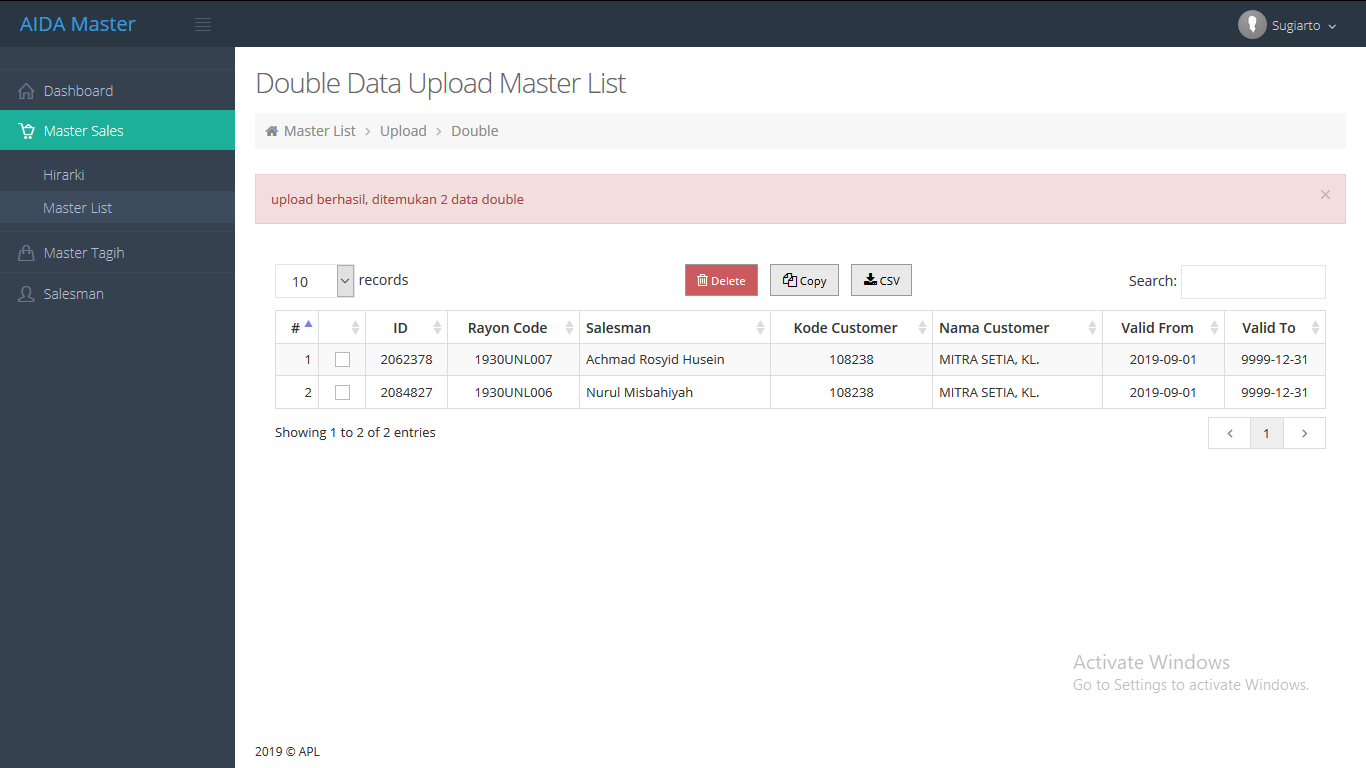 AIDA Master
Sugiarto
Dashboard
Master Sales
Hirarki
Master List
Master Tagih
Salesman
Double Data Upload Master List
Master List > Upload > Double
upload berhasil, ditemukan 2 data double ×
10 records Delete Copy CSV Search:
# ID Rayon Code Salesman Kode Customer Nama Customer Valid From Valid To
1 2062378 1930UNL007 Achmad Rosyid Husein 108238 MITRA SETIA, KL. 2019-09-01 9999-12-31
2 2084827 1930UNL006 Nurul Misbahiyah 108238 MITRA SETIA, KL. 2019-09-01 9999-12-31
Showing 1 to 2 of 2 entries < 1 >
Activate Windows
Go to Settings to activate Windows.
2019 © APL